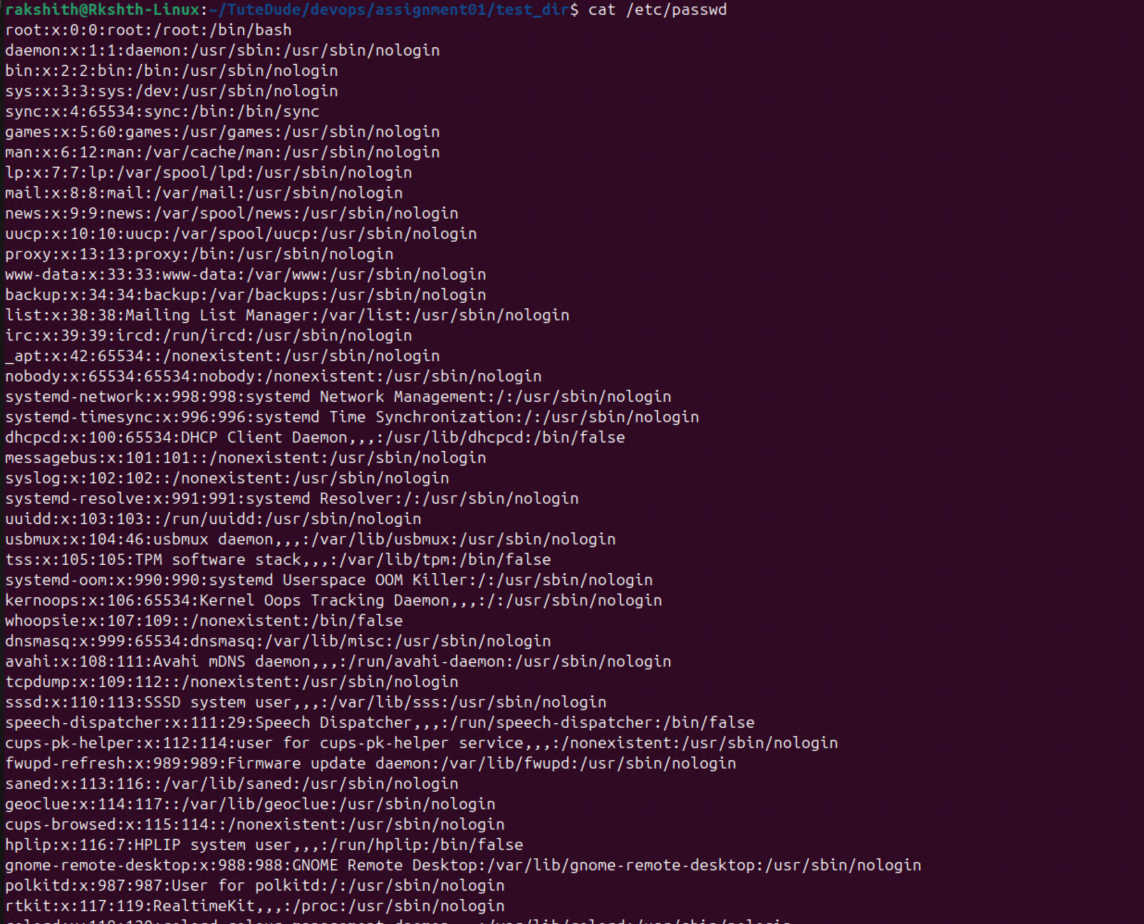 rakshith@Rkshth-Linux:~/TuteDude/devops/assignment01/test_dir$ cat /etc/passwd
root:x:0:0:root:/root:/bin/bash
daemon:x:1:1:daemon:/usr/sbin:/usr/sbin/nologin
bin:x:2:2:bin:/bin:/usr/sbin/nologin
sys:x:3:3:sys:/dev:/usr/sbin/nologin
sync:x:4:65534:sync:/bin:/bin/sync
games:x:5:60:games:/usr/games:/usr/sbin/nologin
man:x:6:12:man:/var/cache/man:/usr/sbin/nologin
lp:x:7:7:lp:/var/spool/lpd:/usr/sbin/nologin
mail:x:8:8:mail:/var/mail:/usr/sbin/nologin
news:x:9:9:news:/var/spool/news:/usr/sbin/nologin
uucp:x:10:10:uucp:/var/spool/uucp:/usr/sbin/nologin
proxy:x:13:13:proxy:/bin:/usr/sbin/nologin
www-data:x:33:33:www-data:/var/www:/usr/sbin/nologin
backup:x:34:34:backup:/var/backups:/usr/sbin/nologin
list:x:38:38:Mailing List Manager:/var/list:/usr/sbin/nologin
irc:x:39:39:ircd:/run/ircd:/usr/sbin/nologin
_apt:x:42:65534::/nonexistent:/usr/sbin/nologin
nobody:x:65534:65534:nobody:/nonexistent:/usr/sbin/nologin
systemd-network:x:998:998:systemd Network Management:/:/usr/sbin/nologin
systemd-timesync:x:996:996:systemd Time Synchronization:/:/usr/sbin/nologin
dhcpcd:x:100:65534:DHCP Client Daemon,,,:/usr/lib/dhcpcd:/bin/false
messagebus:x:101:101::/nonexistent:/usr/sbin/nologin
syslog:x:102:102::/nonexistent:/usr/sbin/nologin
systemd-resolve:x:991:991:systemd Resolver:/:/usr/sbin/nologin
uuidd:x:103:103::/run/uuidd:/usr/sbin/nologin
usbmux:x:104:46:usbmux daemon,,,:/var/lib/usbmux:/usr/sbin/nologin
tss:x:105:105:TPM software stack,,,:/var/lib/tpm:/bin/false
systemd-oom:x:990:990:systemd Userspace OOM Killer:/:/usr/sbin/nologin
kernoops:x:106:65534:Kernel Oops Tracking Daemon,,,:/:/usr/sbin/nologin
whoopsie:x:107:109::/nonexistent:/bin/false
dnsmasq:x:999:65534:dnsmasq:/var/lib/misc:/usr/sbin/nologin
avahi:x:108:111:Avahi mDNS daemon,,,:/run/avahi-daemon:/usr/sbin/nologin
tcpdump:x:109:112::/nonexistent:/usr/sbin/nologin
sssd:x:110:113:SSSD system user,,,:/var/lib/sss:/usr/sbin/nologin
speech-dispatcher:x:111:29:Speech Dispatcher,,,:/run/speech-dispatcher:/bin/false
cups-pk-helper:x:112:114:user for cups-pk-helper service,,,:/nonexistent:/usr/sbin/nologin
fwupd-refresh:x:989:989:Firmware update daemon:/var/lib/fwupd:/usr/sbin/nologin
saned:x:113:116::/var/lib/saned:/usr/sbin/nologin
geoclue:x:114:117::/var/lib/geoclue:/usr/sbin/nologin
cups-browsed:x:115:114::/nonexistent:/usr/sbin/nologin
hplip:x:116:7:HPLIP system user,,,:/run/hplip:/bin/false
gnome-remote-desktop:x:988:988:GNOME Remote Desktop:/var/lib/gnome-remote-desktop:/usr/sbin/nologin
polkitd:x:987:987:User for polkitd:/:/usr/sbin/nologin
rtkit:x:117:119:RealtimeKit,,,:/proc:/usr/sbin/nologin